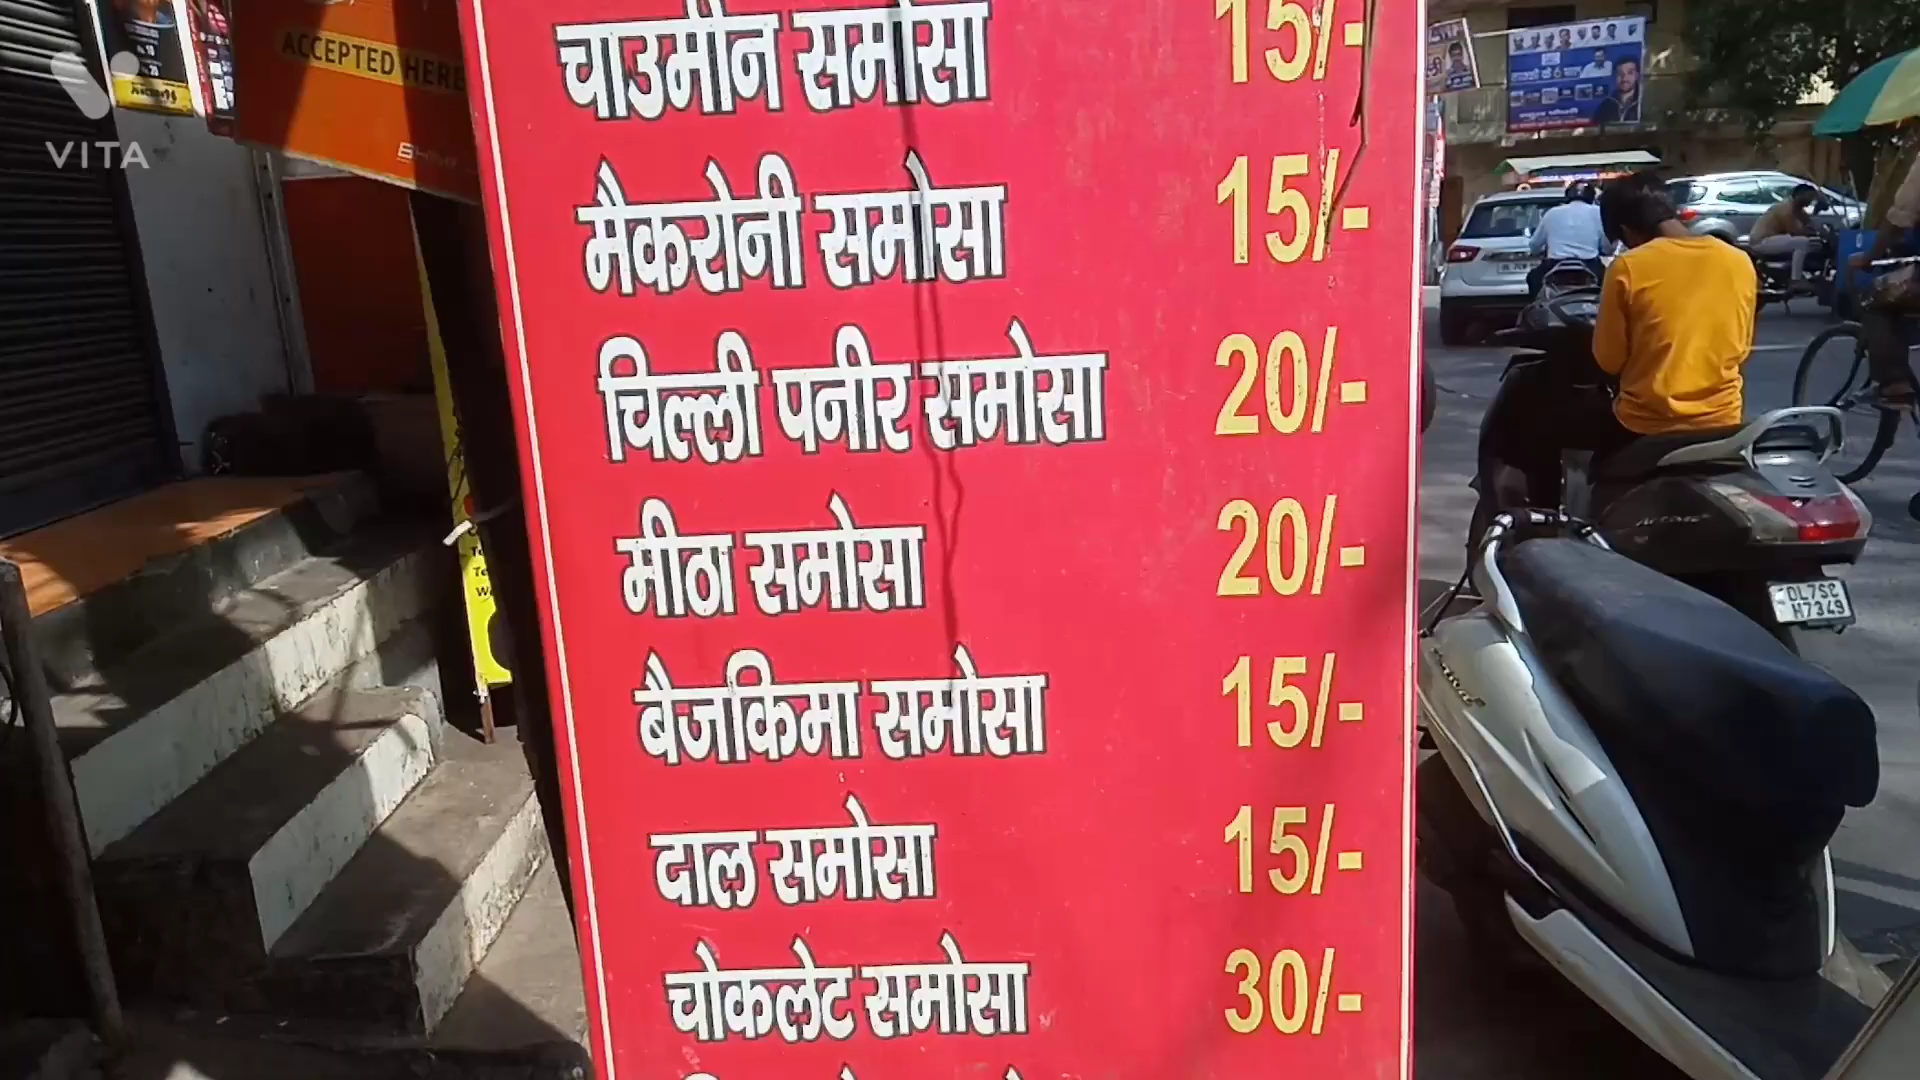 VITA
ACCEPTED HERE
चाउमीन समोसा 15/-
मैकरोनी समोसा 15/-
चिल्ली पनीर समोसा 20/-
मीठा समोसा 20/-
बैजकिमा समोसा 15/-
दाल समोसा 15/-
चोकलेट समोसा 30/-
DL7SC
H7349